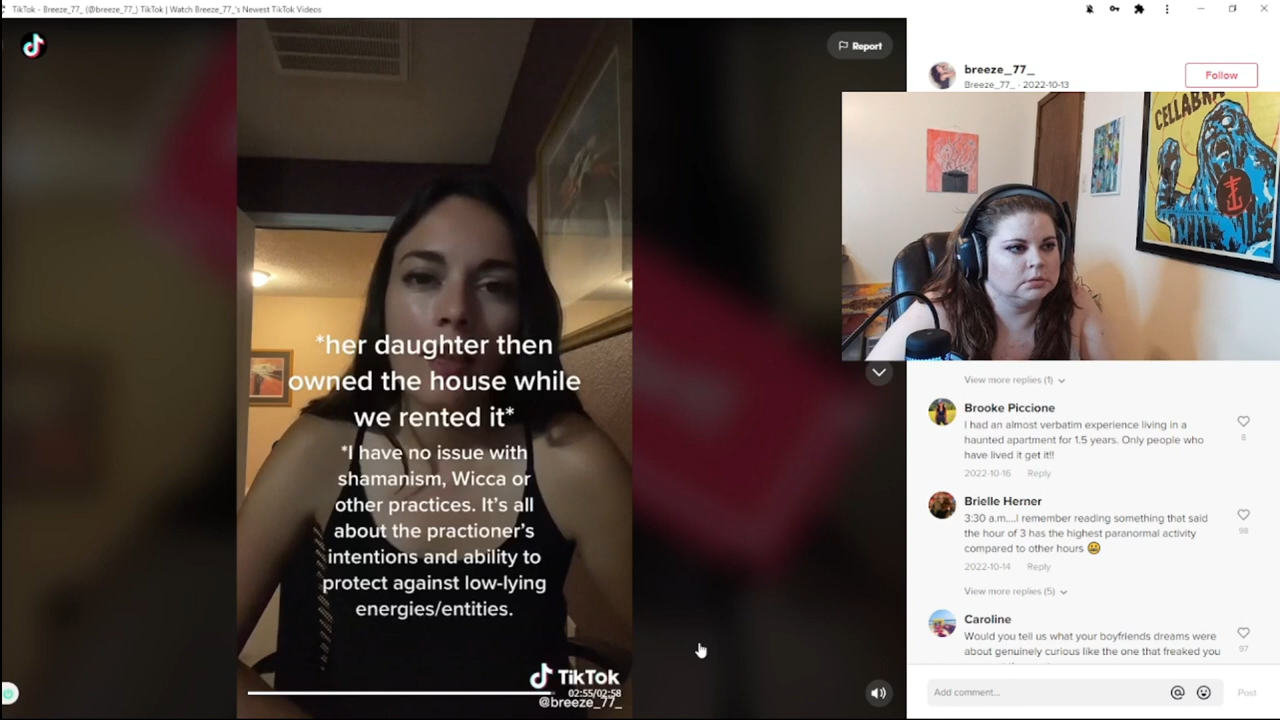 TikTok - Breeze_77_ (@breeze_77_) TikTok | Watch Breeze_77_'s Newest TikTok Videos
Report
breeze_77_
Breeze_77_ · 2022-10-13
Follow
CELLABRA
*her daughter then
owned the house while
we rented it*
*I have no issue with
shamanism, Wicca or
other practices. It's all
about the practioner's
intentions and ability to
protect against low-lying
energies/entities.
TikTok
02:55/02:58
@breeze_77_
View more replies (1)
Brooke Piccione
I had an almost verbatim experience living in a
haunted apartment for 1.5 years. Only people who
have lived it get it!!
8
2022-10-16 Reply
Brielle Herner
3:30 a.m....I remember reading something that said
the hour of 3 has the highest paranormal activity
compared to other hours 😩
98
2022-10-14 Reply
View more replies (5)
Caroline
Would you tell us what your boyfriends dreams were
about genuinely curious like the one that freaked you
97
Add comment...
Post